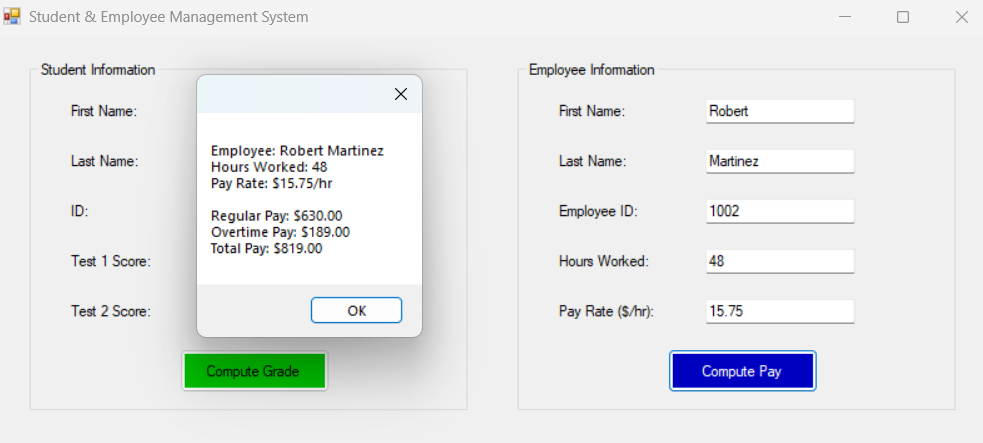 Student & Employee Management System
Student Information
First Name:
Last Name:
ID:
Test 1 Score:
Test 2 Score:
Compute Grade
Employee: Robert Martinez
Hours Worked: 48
Pay Rate: $15.75/hr
Regular Pay: $630.00
Overtime Pay: $189.00
Total Pay: $819.00
OK
Employee Information
First Name: Robert
Last Name: Martinez
Employee ID: 1002
Hours Worked: 48
Pay Rate ($/hr): 15.75
Compute Pay